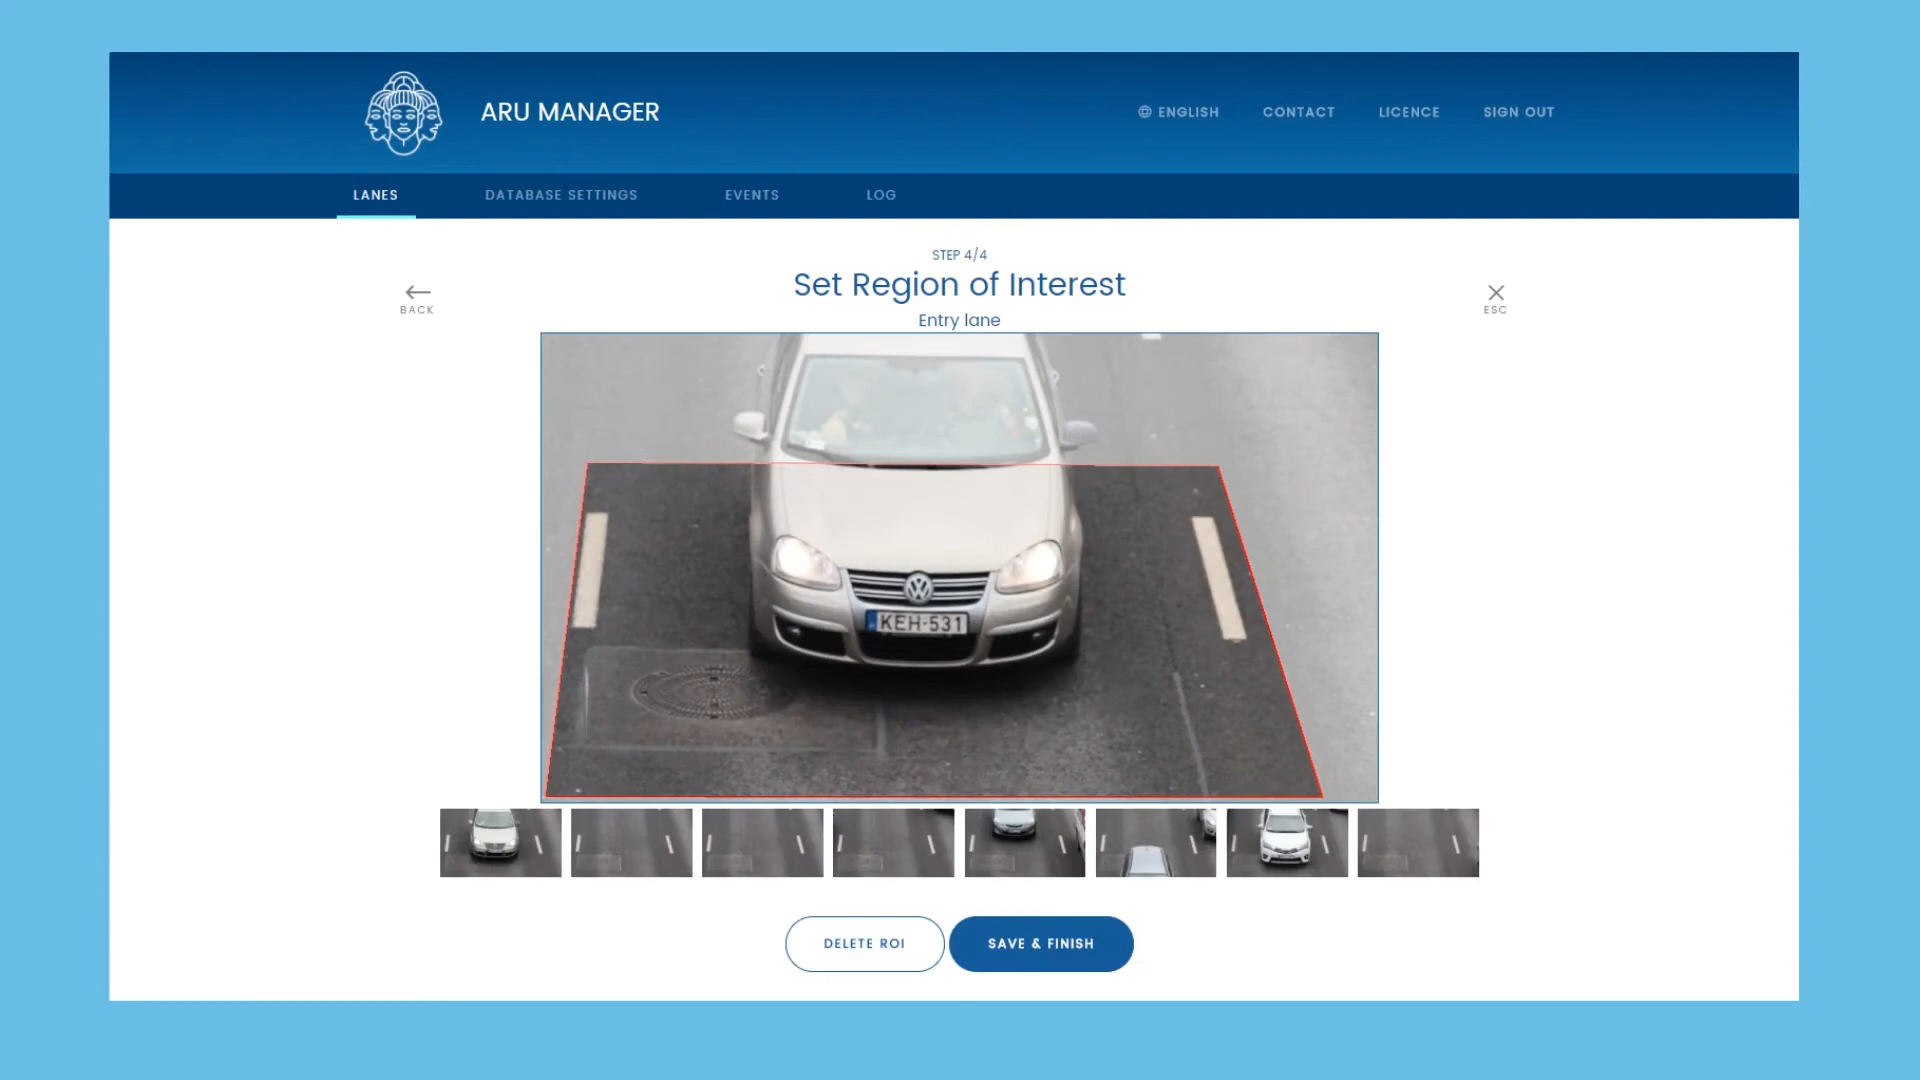 ARU MANAGER
ENGLISH
CONTACT
LICENCE
SIGN OUT
LANES
DATABASE SETTINGS
EVENTS
LOG
STEP 4/4
Set Region of Interest
BACK
ESC
Entry lane
KEH-531
DELETE ROI
SAVE & FINISH